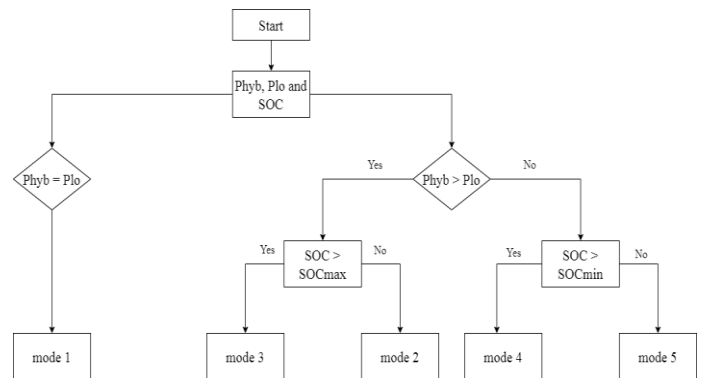 Start
Phyb, Plo and
SOC
Phyb = Plo
Yes
Phyb > Plo
No
Yes
SOC >
SOCmax
No
Yes
SOC >
SOCmin
No
mode 1
mode 3
mode 2
mode 4
mode 5